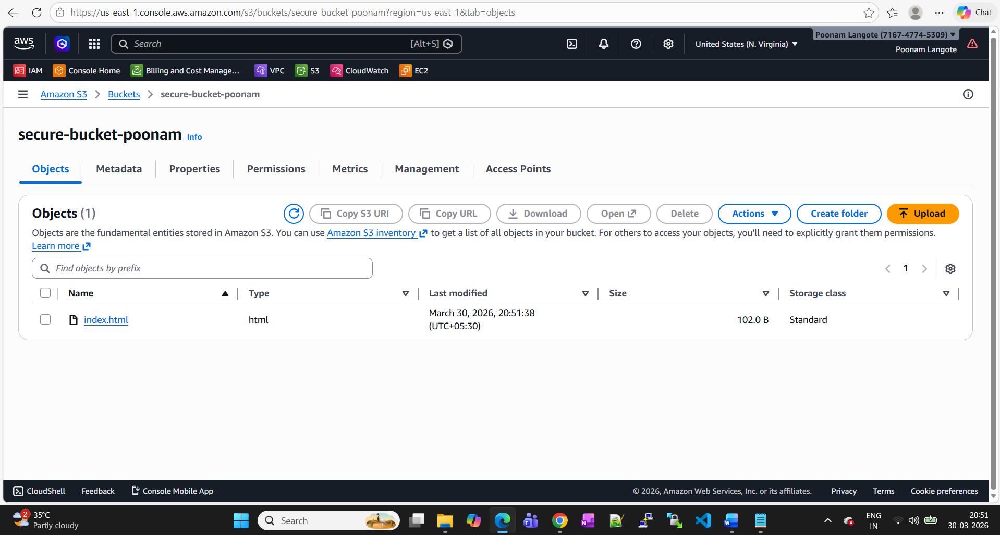 https://us-east-1.console.aws.amazon.com/s3/buckets/secure-bucket-poonam?region=us-east-1&tab=objects
Chat
aws
Search
[Alt+S]
United States (N. Virginia)
Poonam Langote (7167-4774-5309)
Poonam Langote
IAM
Console Home
Billing and Cost Manage...
VPC
S3
CloudWatch
EC2
Amazon S3
Buckets
secure-bucket-poonam
secure-bucket-poonam Info
Objects
Metadata
Properties
Permissions
Metrics
Management
Access Points
Objects (1)
Copy S3 URI
Copy URL
Download
Open
Delete
Actions
Create folder
Upload
Objects are the fundamental entities stored in Amazon S3. You can use Amazon S3 inventory to get a list of all objects in your bucket. For others to access your objects, you'll need to explicitly grant them permissions.
Learn more
Find objects by prefix
1
Name
Type
Last modified
Size
Storage class
index.html
html
March 30, 2026, 20:51:38
(UTC+05:30)
102.0 B
Standard
CloudShell
Feedback
Console Mobile App
© 2026, Amazon Web Services, Inc. or its affiliates.
Privacy
Terms
Cookie preferences
2
35°C
Partly cloudy
Search
ENG
IN
20:51
30-03-2026